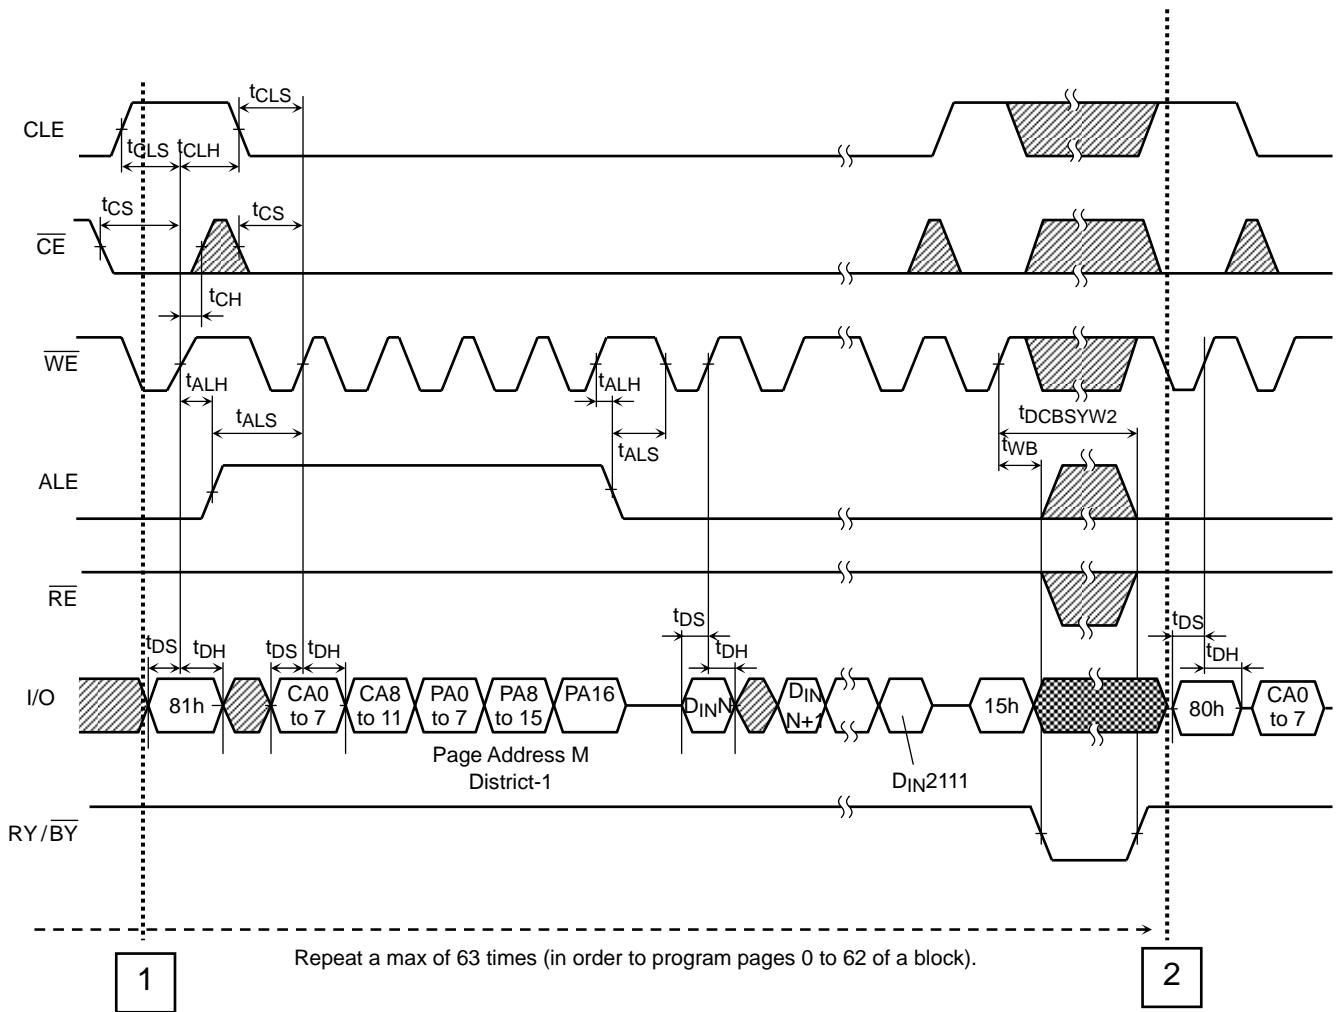 tCLS
CLE
tCLS tCLH
tCS tCS
CE
tCH
WE
tALH tALH
tDCBSYW2
tALS
tALS
tWB
ALE
RE
tDS tDH tDS tDH tDS tDH tDS tDH
I/O
81h
CA0 to 7
CA8 to 11
PA0 to 7
PA8 to 15
PA16
DINN
DIN N+1
15h
80h
CA0 to 7
Page Address M
District-1
DIN2111
RY/BY
Repeat a max of 63 times (in order to program pages 0 to 62 of a block).
1
2